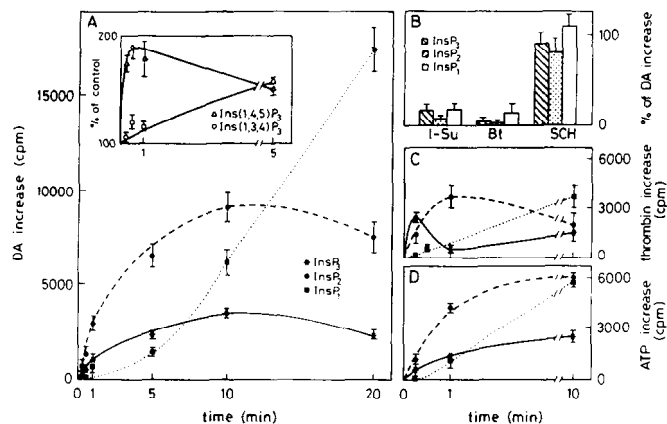 A
DA increase (cpm)
15000
10000
5000
0
0 1 5 10 15 20
time (min)
InsP3
InsP2
InsP1
% of control
200
100
1 5
Ins(1,4,5)P3
Ins(1,3,4)P3
B
InsP3
InsP2
InsP1
% of DA increase
100
0
I-Su Bt SCH
C
thrombin increase (cpm)
6000
3000
0
D
ATP increase (cpm)
6000
3000
0
0 1 10
time (min)